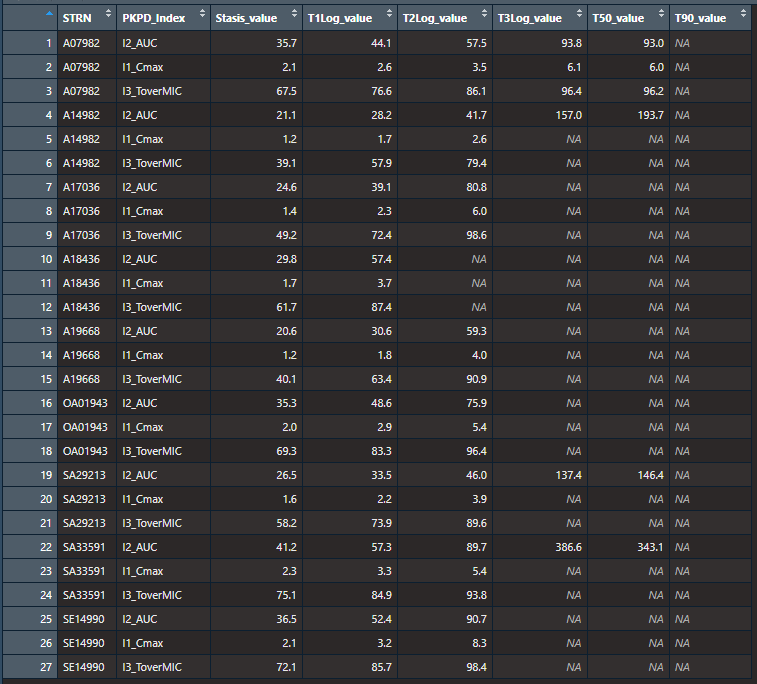 STRN PKPD_Index Stasis_value T1Log_value T2Log_value T3Log_value T50_value T90_value
1 A07982 I2_AUC 35.7 44.1 57.5 93.8 93.0 NA
2 A07982 I1_Cmax 2.1 2.6 3.5 6.1 6.0 NA
3 A07982 I3_ToverMIC 67.5 76.6 86.1 96.4 96.2 NA
4 A14982 I2_AUC 21.1 28.2 41.7 157.0 193.7 NA
5 A14982 I1_Cmax 1.2 1.7 2.6 NA NA NA
6 A14982 I3_ToverMIC 39.1 57.9 79.4 NA NA NA
7 A17036 I2_AUC 24.6 39.1 80.8 NA NA NA
8 A17036 I1_Cmax 1.4 2.3 6.0 NA NA NA
9 A17036 I3_ToverMIC 49.2 72.4 98.6 NA NA NA
10 A18436 I2_AUC 29.8 57.4 NA NA NA NA
11 A18436 I1_Cmax 1.7 3.7 NA NA NA NA
12 A18436 I3_ToverMIC 61.7 87.4 NA NA NA NA
13 A19668 I2_AUC 20.6 30.6 59.3 NA NA NA
14 A19668 I1_Cmax 1.2 1.8 4.0 NA NA NA
15 A19668 I3_ToverMIC 40.1 63.4 90.9 NA NA NA
16 OA01943 I2_AUC 35.3 48.6 75.9 NA NA NA
17 OA01943 I1_Cmax 2.0 2.9 5.4 NA NA NA
18 OA01943 I3_ToverMIC 69.3 83.3 96.4 NA NA NA
19 SA29213 I2_AUC 26.5 33.5 46.0 137.4 146.4 NA
20 SA29213 I1_Cmax 1.6 2.2 3.9 NA NA NA
21 SA29213 I3_ToverMIC 58.2 73.9 89.6 NA NA NA
22 SA33591 I2_AUC 41.2 57.3 89.7 386.6 343.1 NA
23 SA33591 I1_Cmax 2.3 3.3 5.4 NA NA NA
24 SA33591 I3_ToverMIC 75.1 84.9 93.8 NA NA NA
25 SE14990 I2_AUC 36.5 52.4 90.7 NA NA NA
26 SE14990 I1_Cmax 2.1 3.2 8.3 NA NA NA
27 SE14990 I3_ToverMIC 72.1 85.7 98.4 NA NA NA